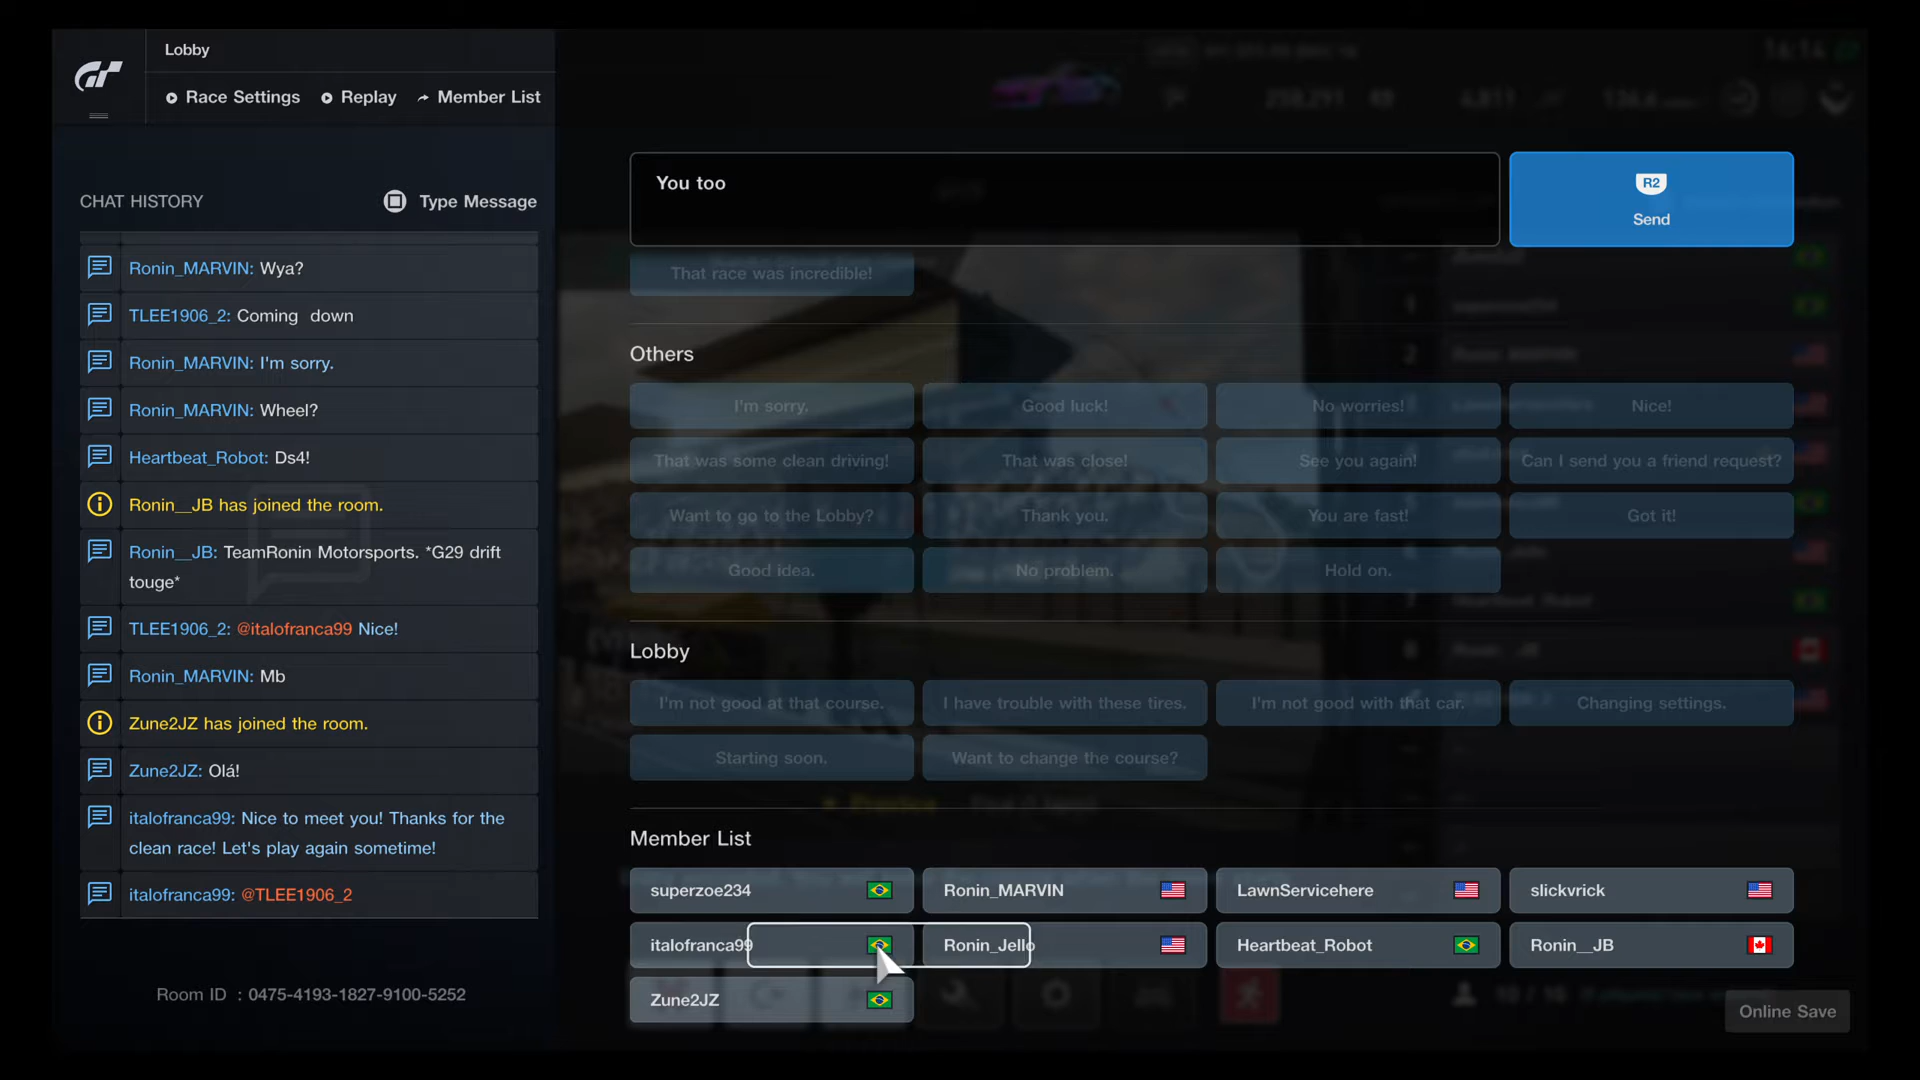 Lobby
Race Settings
Replay
Member List
CHAT HISTORY
Type Message
Ronin_MARVIN: Wya?
TLEE1906_2: Coming down
Ronin_MARVIN: I'm sorry.
Ronin_MARVIN: Wheel?
Heartbeat_Robot: Ds4!
Ronin__JB has joined the room.
Ronin__JB: TeamRonin Motorsports. *G29 drift
touge*
TLEE1906_2: @italofranca99 Nice!
Ronin_MARVIN: Mb
Zune2JZ has joined the room.
Zune2JZ: Olá!
italofranca99: Nice to meet you! Thanks for the
clean race! Let's play again sometime!
italofranca99: @TLEE1906_2
Room ID : 0475-4193-1827-9100-5252
You too
R2
Send
That race was incredible!
Others
I'm sorry.
Good luck!
No worries!
Nice!
That was some clean driving!
That was close!
See you again!
Can I send you a friend request?
Want to go to the Lobby?
Thank you.
You are fast!
Got it!
Good idea.
No problem.
Hold on.
Lobby
I'm not good at that course.
I have trouble with these tires.
I'm not good with that car.
Changing settings.
Starting soon.
Want to change the course?
Member List
superzoe234
Ronin_MARVIN
LawnServicehere
slickvrick
italofranca99
Ronin_Jello
Heartbeat_Robot
Ronin__JB
Zune2JZ
Online Save